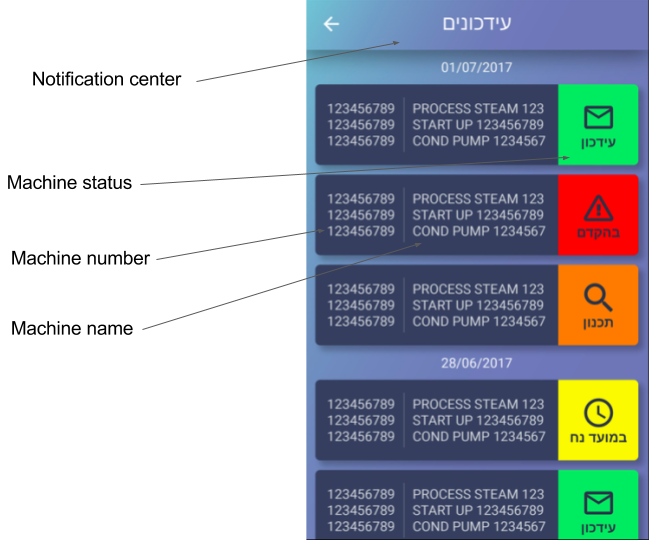 עידכונים
Notification center
01/07/2017
123456789 PROCESS STEAM 123
123456789 START UP 123456789
123456789 COND PUMP 1234567
עידכון
Machine status
123456789 PROCESS STEAM 123
123456789 START UP 123456789
123456789 COND PUMP 1234567
בהקדם
Machine number
Machine name
123456789 PROCESS STEAM 123
123456789 START UP 123456789
123456789 COND PUMP 1234567
תכנון
28/06/2017
123456789 PROCESS STEAM 123
123456789 START UP 123456789
123456789 COND PUMP 1234567
במועד נח
123456789 PROCESS STEAM 123
123456789 START UP 123456789
123456789 COND PUMP 1234567
עידכון